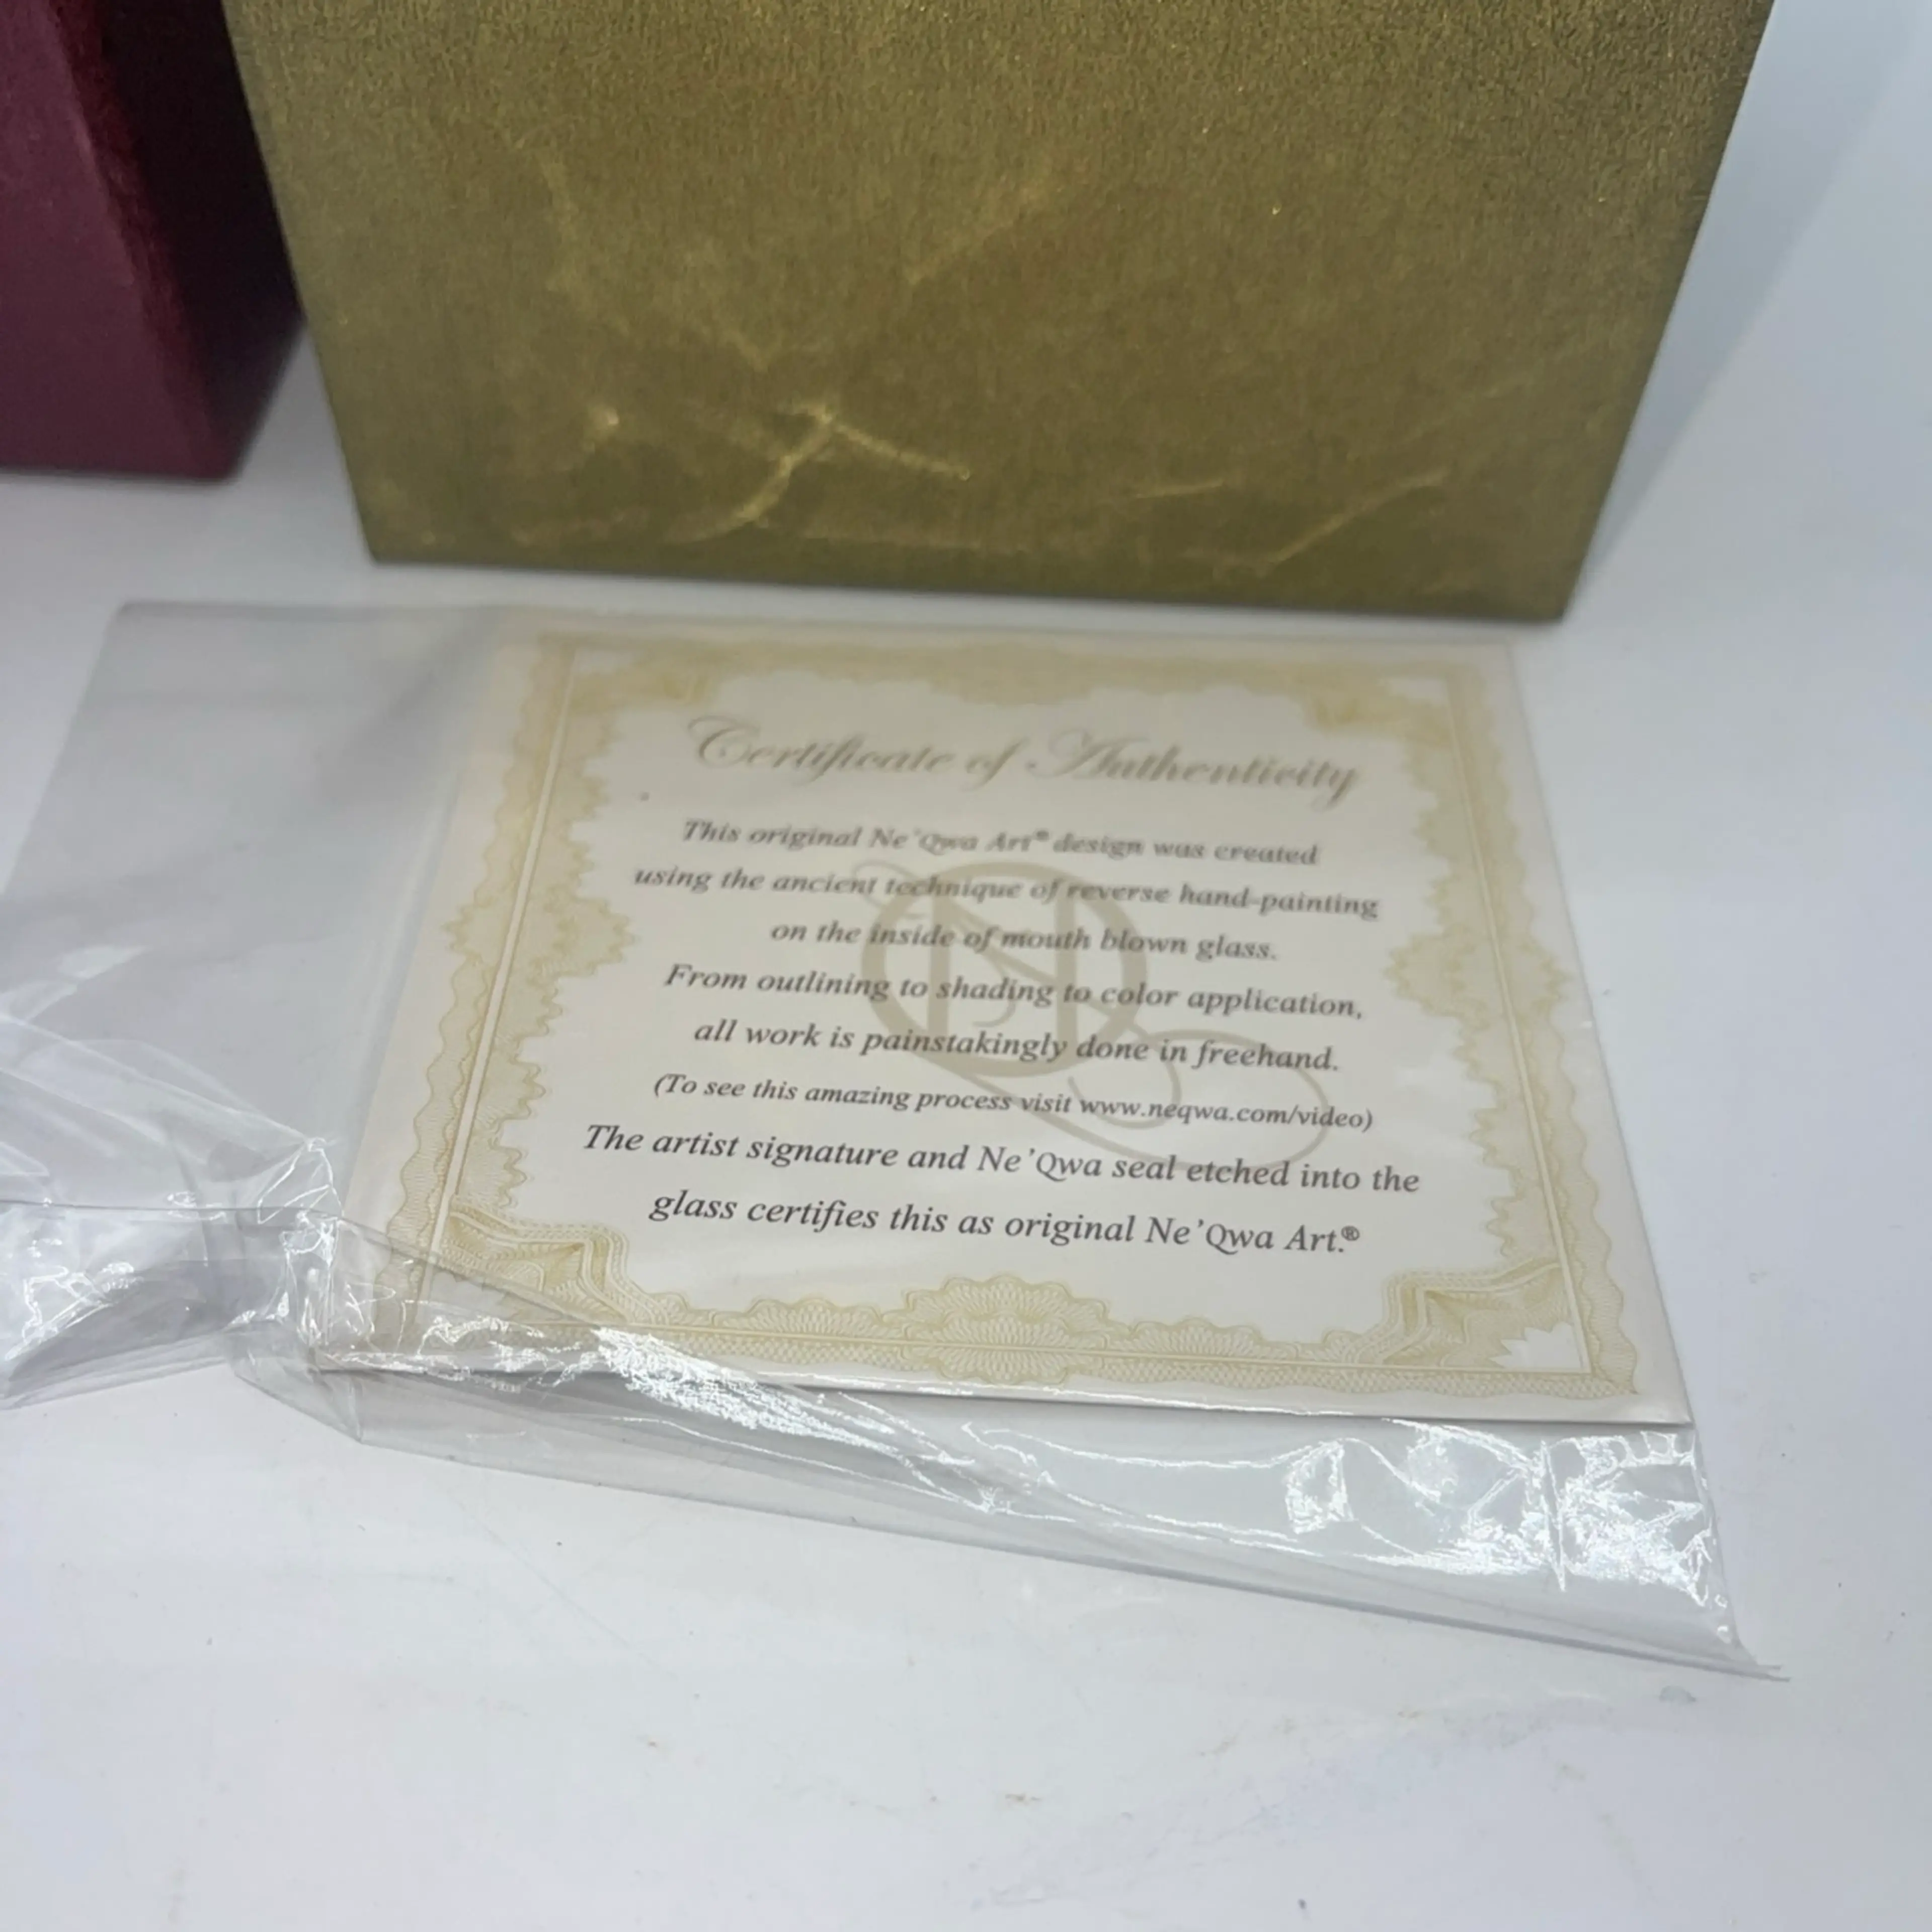 Certificate of Authenticity
This original Ne'Qwa Art® design was created
using the ancient technique of reverse hand-painting
on the inside of mouth blown glass.
From outlining to shading to color application,
all work is painstakingly done in freehand.
(To see this amazing process visit www.neqwa.com/video)
The artist signature and Ne'Qwa seal etched into the
glass certifies this as original Ne'Qwa Art.®